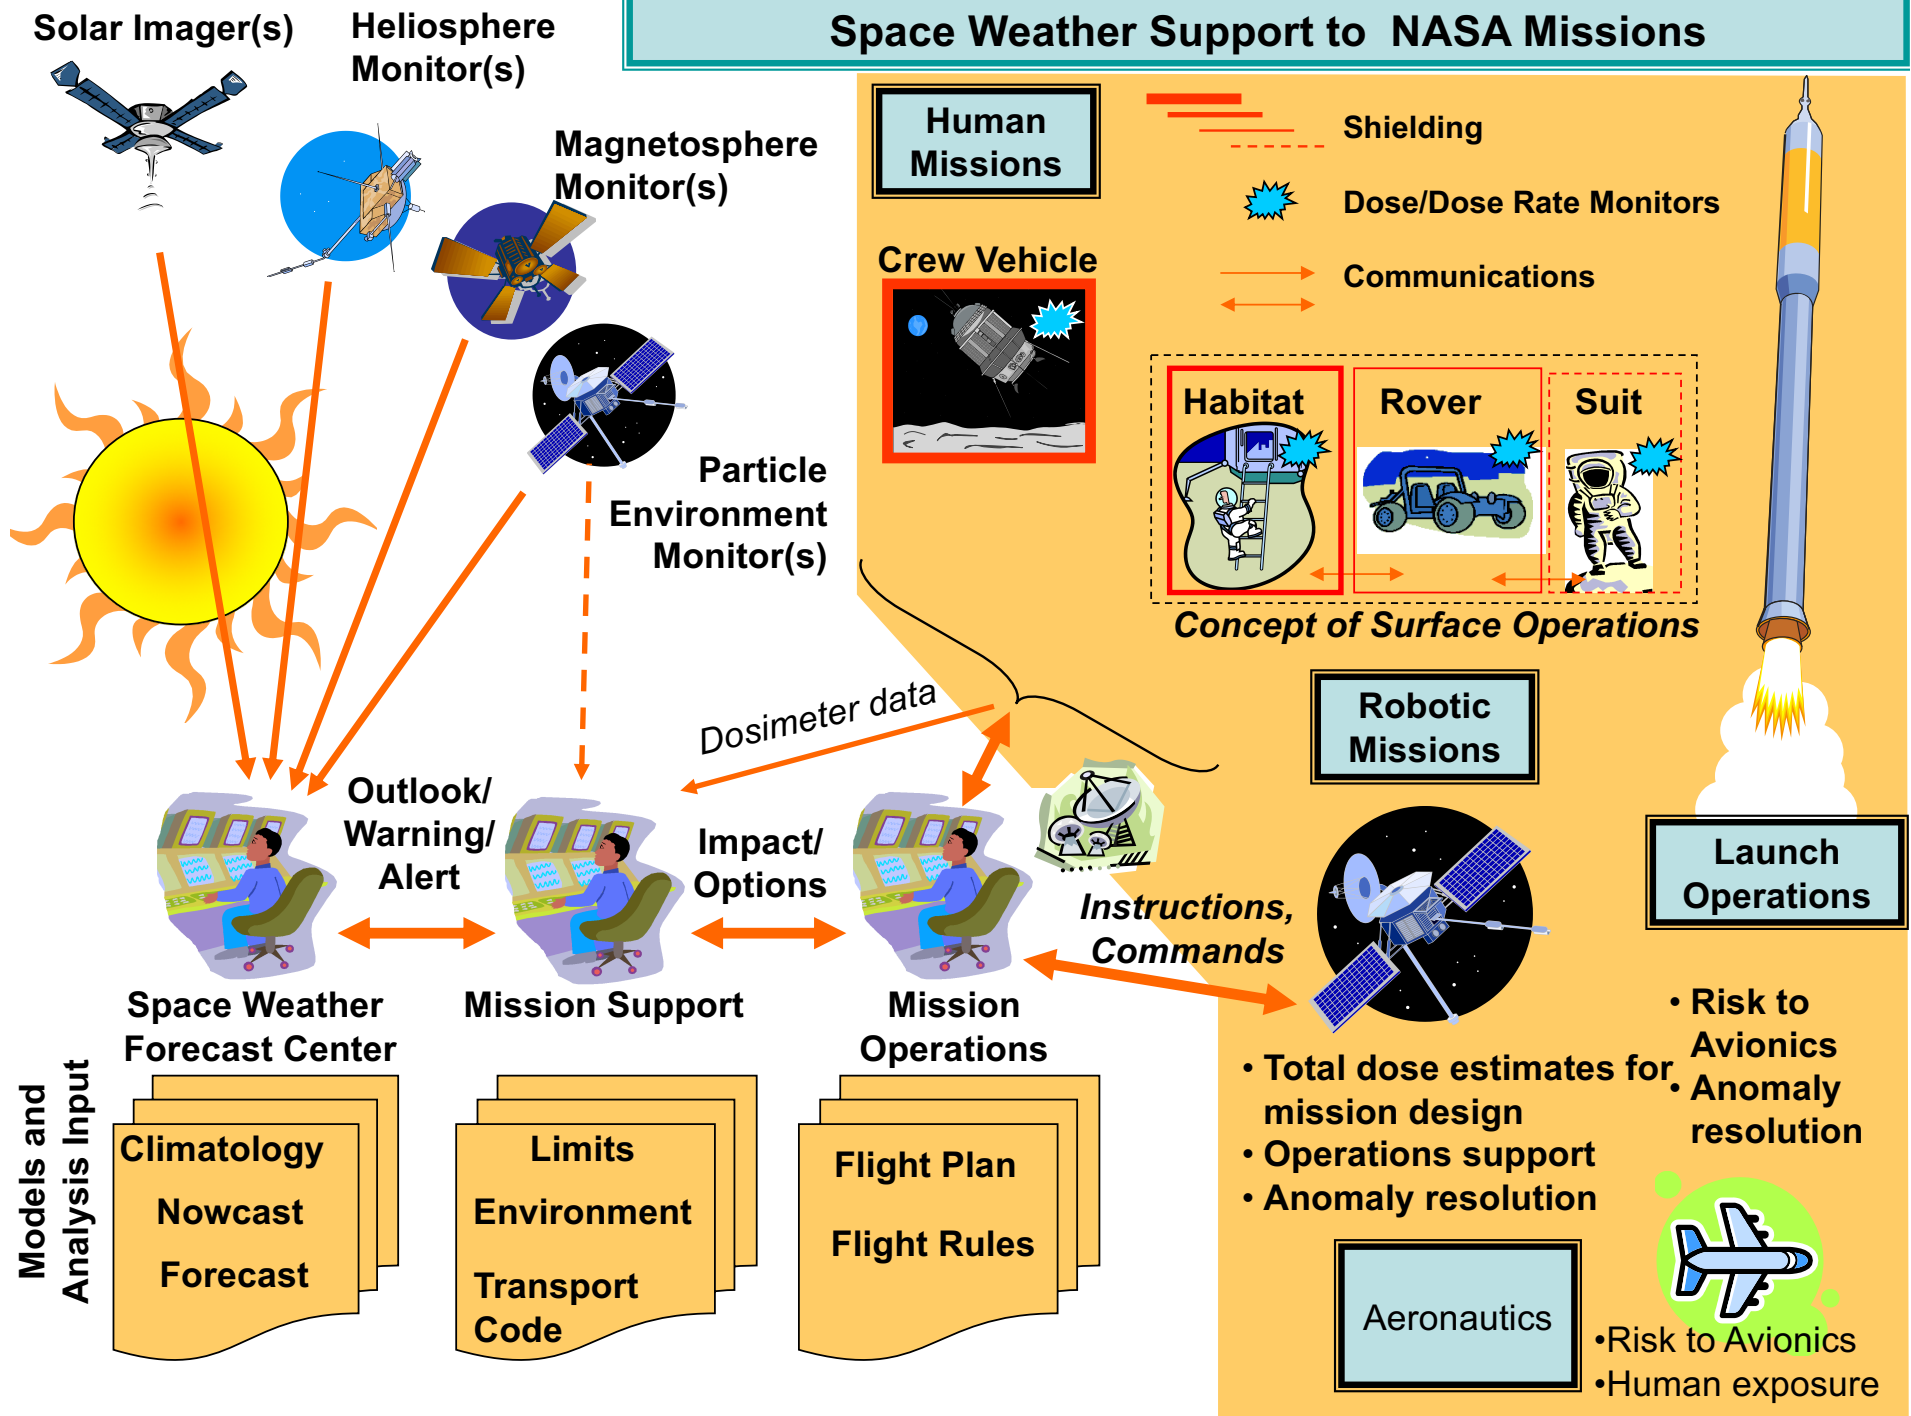 Space Weather Support to NASA Missions
Solar Imager(s)
Heliosphere
Monitor(s)
Magnetosphere
Monitor(s)
Particle
Environment
Monitor(s)
Human
Missions
Shielding
Dose/Dose Rate Monitors
Communications
Crew Vehicle
Habitat
Rover
Suit
Concept of Surface Operations
Dosimeter data
Robotic
Missions
Launch
Operations
Outlook/
Warning/
Alert
Impact/
Options
Instructions,
Commands
Space Weather
Forecast Center
Mission Support
Mission
Operations
Models and
Analysis Input
Climatology
Nowcast
Forecast
Limits
Environment
Transport
Code
Flight Plan
Flight Rules
• Total dose estimates for
mission design
• Operations support
• Anomaly resolution
• Risk to
Avionics
• Anomaly
resolution
Aeronautics
•Risk to Avionics
•Human exposure